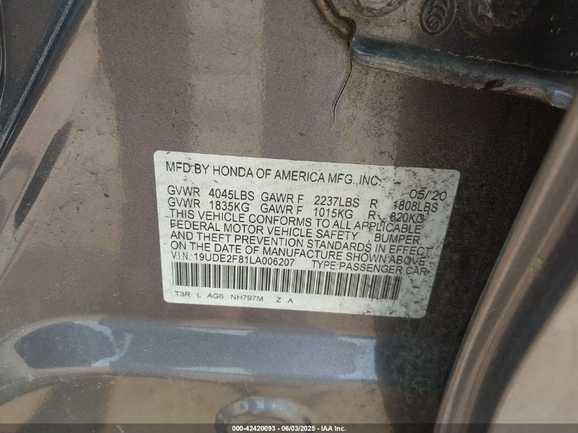 MFD BY HONDA OF AMERICA MFG., INC 05/20
GVWR 4045LBS GAWR F 2237LBS R 1808LBS
GVWR 1835KG GAWR F 1015KG R 820KG
THIS VEHICLE CONFORMS TO ALL APPLICABLE
FEDERAL MOTOR VEHICLE SAFETY BUMPER
AND THEFT PREVENTION STANDARDS IN EFFECT
ON THE DATE OF MANUFACTURE SHOWN ABOVE.
V.I.N: 19UDE2F81LA006207 TYPE PASSENGER CAR
T3R L AG6 NH797M Z A
000-42420093 - 06/03/2025 - IAA Inc.